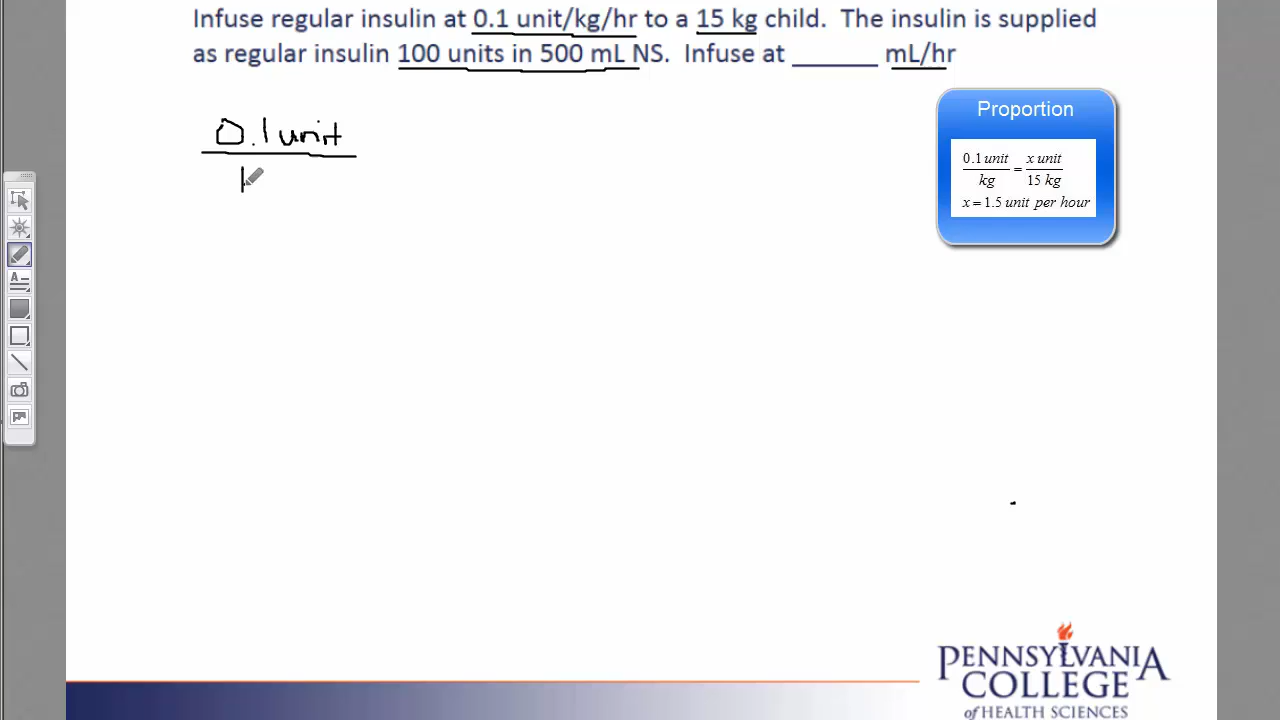 Infuse regular insulin at 0.1 unit/kg/hr to a 15 kg child. The insulin is supplied
as regular insulin 100 units in 500 mL NS. Infuse at ______ mL/hr
0.1 unit
Proportion
0.1 unit / kg = x unit / 15 kg
x = 1.5 unit per hour
PENNSYLVANIA
COLLEGE
of HEALTH SCIENCES